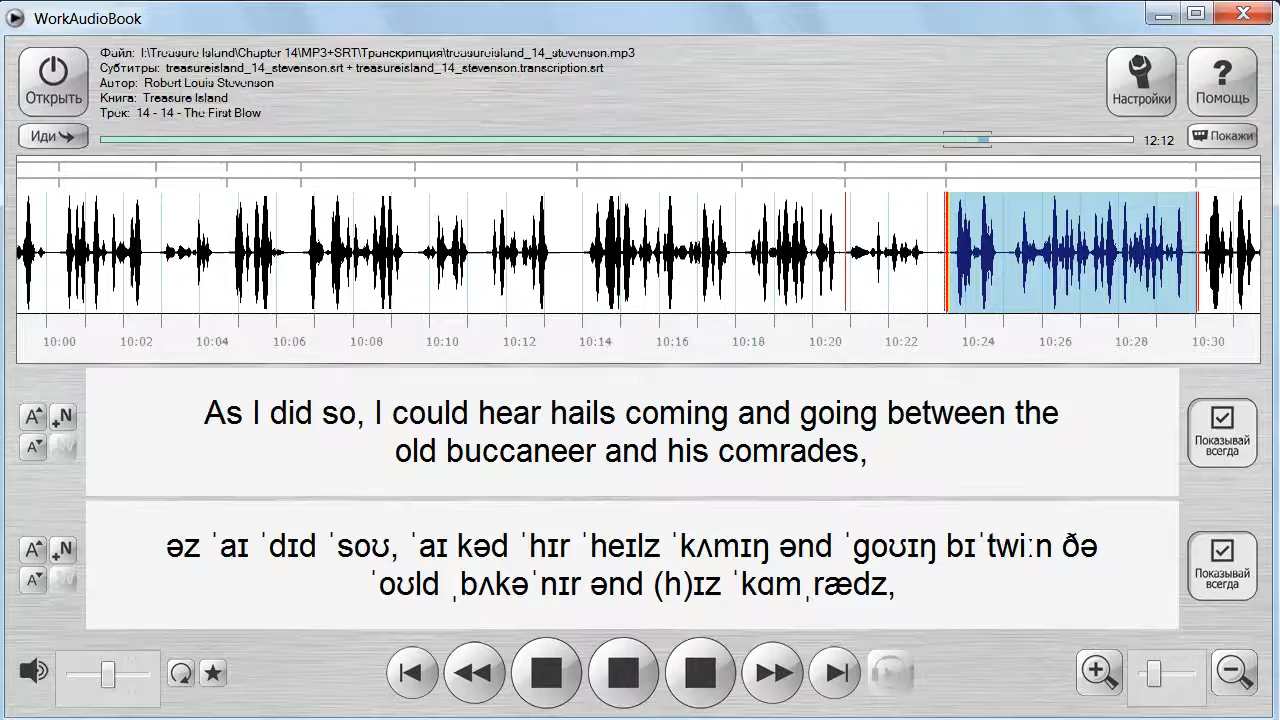 WorkAudioBook
Файл: I:\Treasure Island\Chapter 14\MP3+SRT\Транскрипция\treasureisland_14_stevenson.mp3
Субтитры: treasureisland_14_stevenson.srt + treasureisland_14_stevenson.transcription.srt
Автор: Robert Louis Stevenson
Книга: Treasure Island
Трек: 14 - 14 - The First Blow
Открыть
Настройки
Помощь
Иди
12:12
Покажи
10:00 10:02 10:04 10:06 10:08 10:10 10:12 10:14 10:16 10:18 10:20 10:22 10:24 10:26 10:28 10:30
As I did so, I could hear hails coming and going between the
old buccaneer and his comrades,
A N
A
Показывай
всегда
əz ˈaɪ ˈdɪd ˈsoʊ, ˈaɪ kəd ˈhɪr ˈheɪlz ˈkʌmɪŋ ənd ˈgoʊɪŋ bɪˈtwiːn ðə
ˈoʊld ˌbʌkəˈnɪr ənd (h)ɪz ˈkɑmˌrædz,
A N
A
Показывай
всегда